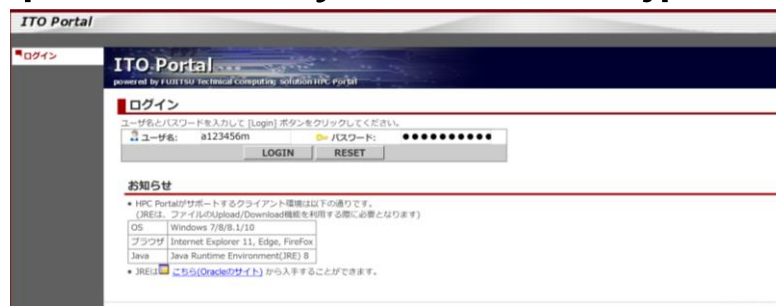 ITO Portal
ログイン
ITO Portal
powered by FUJITSU Technical Computing solution HPC Portal
ログイン
ユーザ名とパスワードを入力して [Login] ボタンをクリックしてください。
ユーザ名: a123456m パスワード: ●●●●●●●●●●
LOGIN RESET
お知らせ
• HPC Portalがサポートするクライアント環境は以下の通りです。
(JREは、ファイルのUpload/Download機能を利用する際に必要となります)
OS Windows 7/8/8.1/10
ブラウザ Internet Explorer 11, Edge, FireFox
Java Java Runtime Environment(JRE) 8
• JREは こちら(Oracleのサイト) から入手することができます。